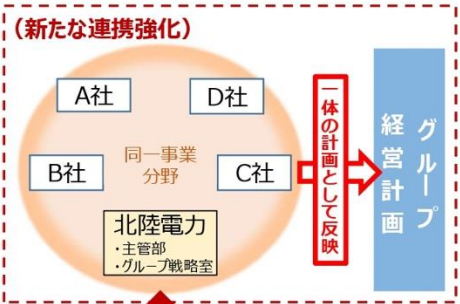 （新たな連携強化）
A社
D社
B社
同一事業
分野
C社
北陸電力
・主管部
・グループ戦略室
一体の計画として反映
グループ
経営計画